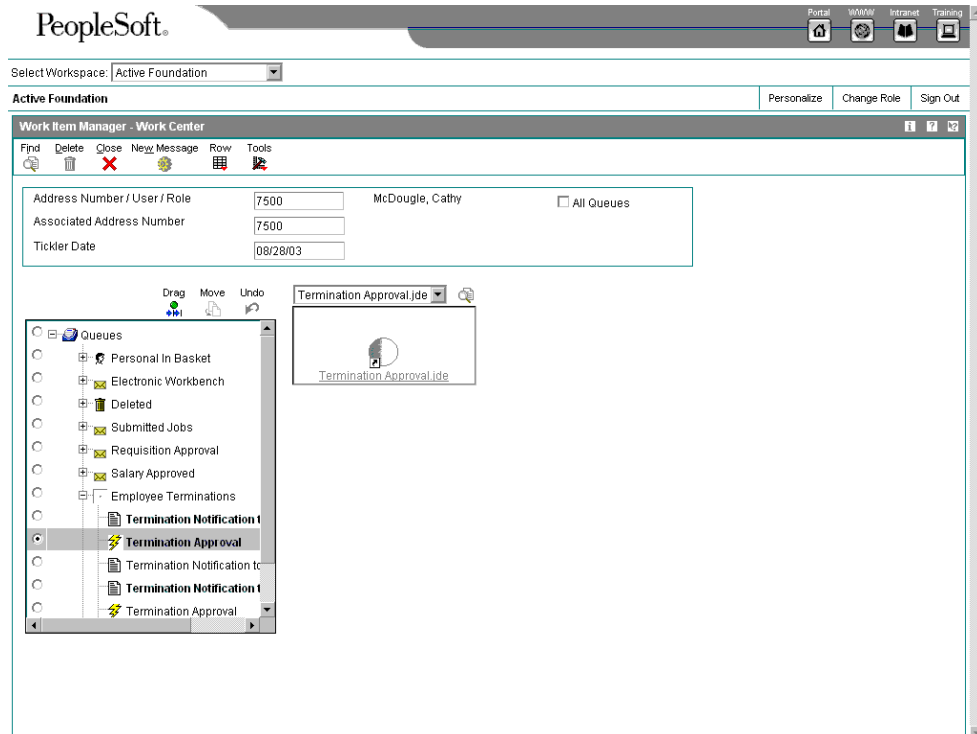 PeopleSoft®
Portal WWW Intranet Training
Select Workspace: Active Foundation
Active Foundation Personalize Change Role Sign Out
Work Item Manager - Work Center i ? 
Find Delete Close New Message Row Tools
Address Number / User / Role 7500 McDougle, Cathy All Queues
Associated Address Number 7500
Tickler Date 08/28/03
Drag Move Undo Termination Approval.jde
Termination Approval.jde
Queues
Personal In Basket
Electronic Workbench
Deleted
Submitted Jobs
Requisition Approval
Salary Approved
Employee Terminations
Termination Notification t
Termination Approval
Termination Notification to
Termination Notification t
Termination Approval